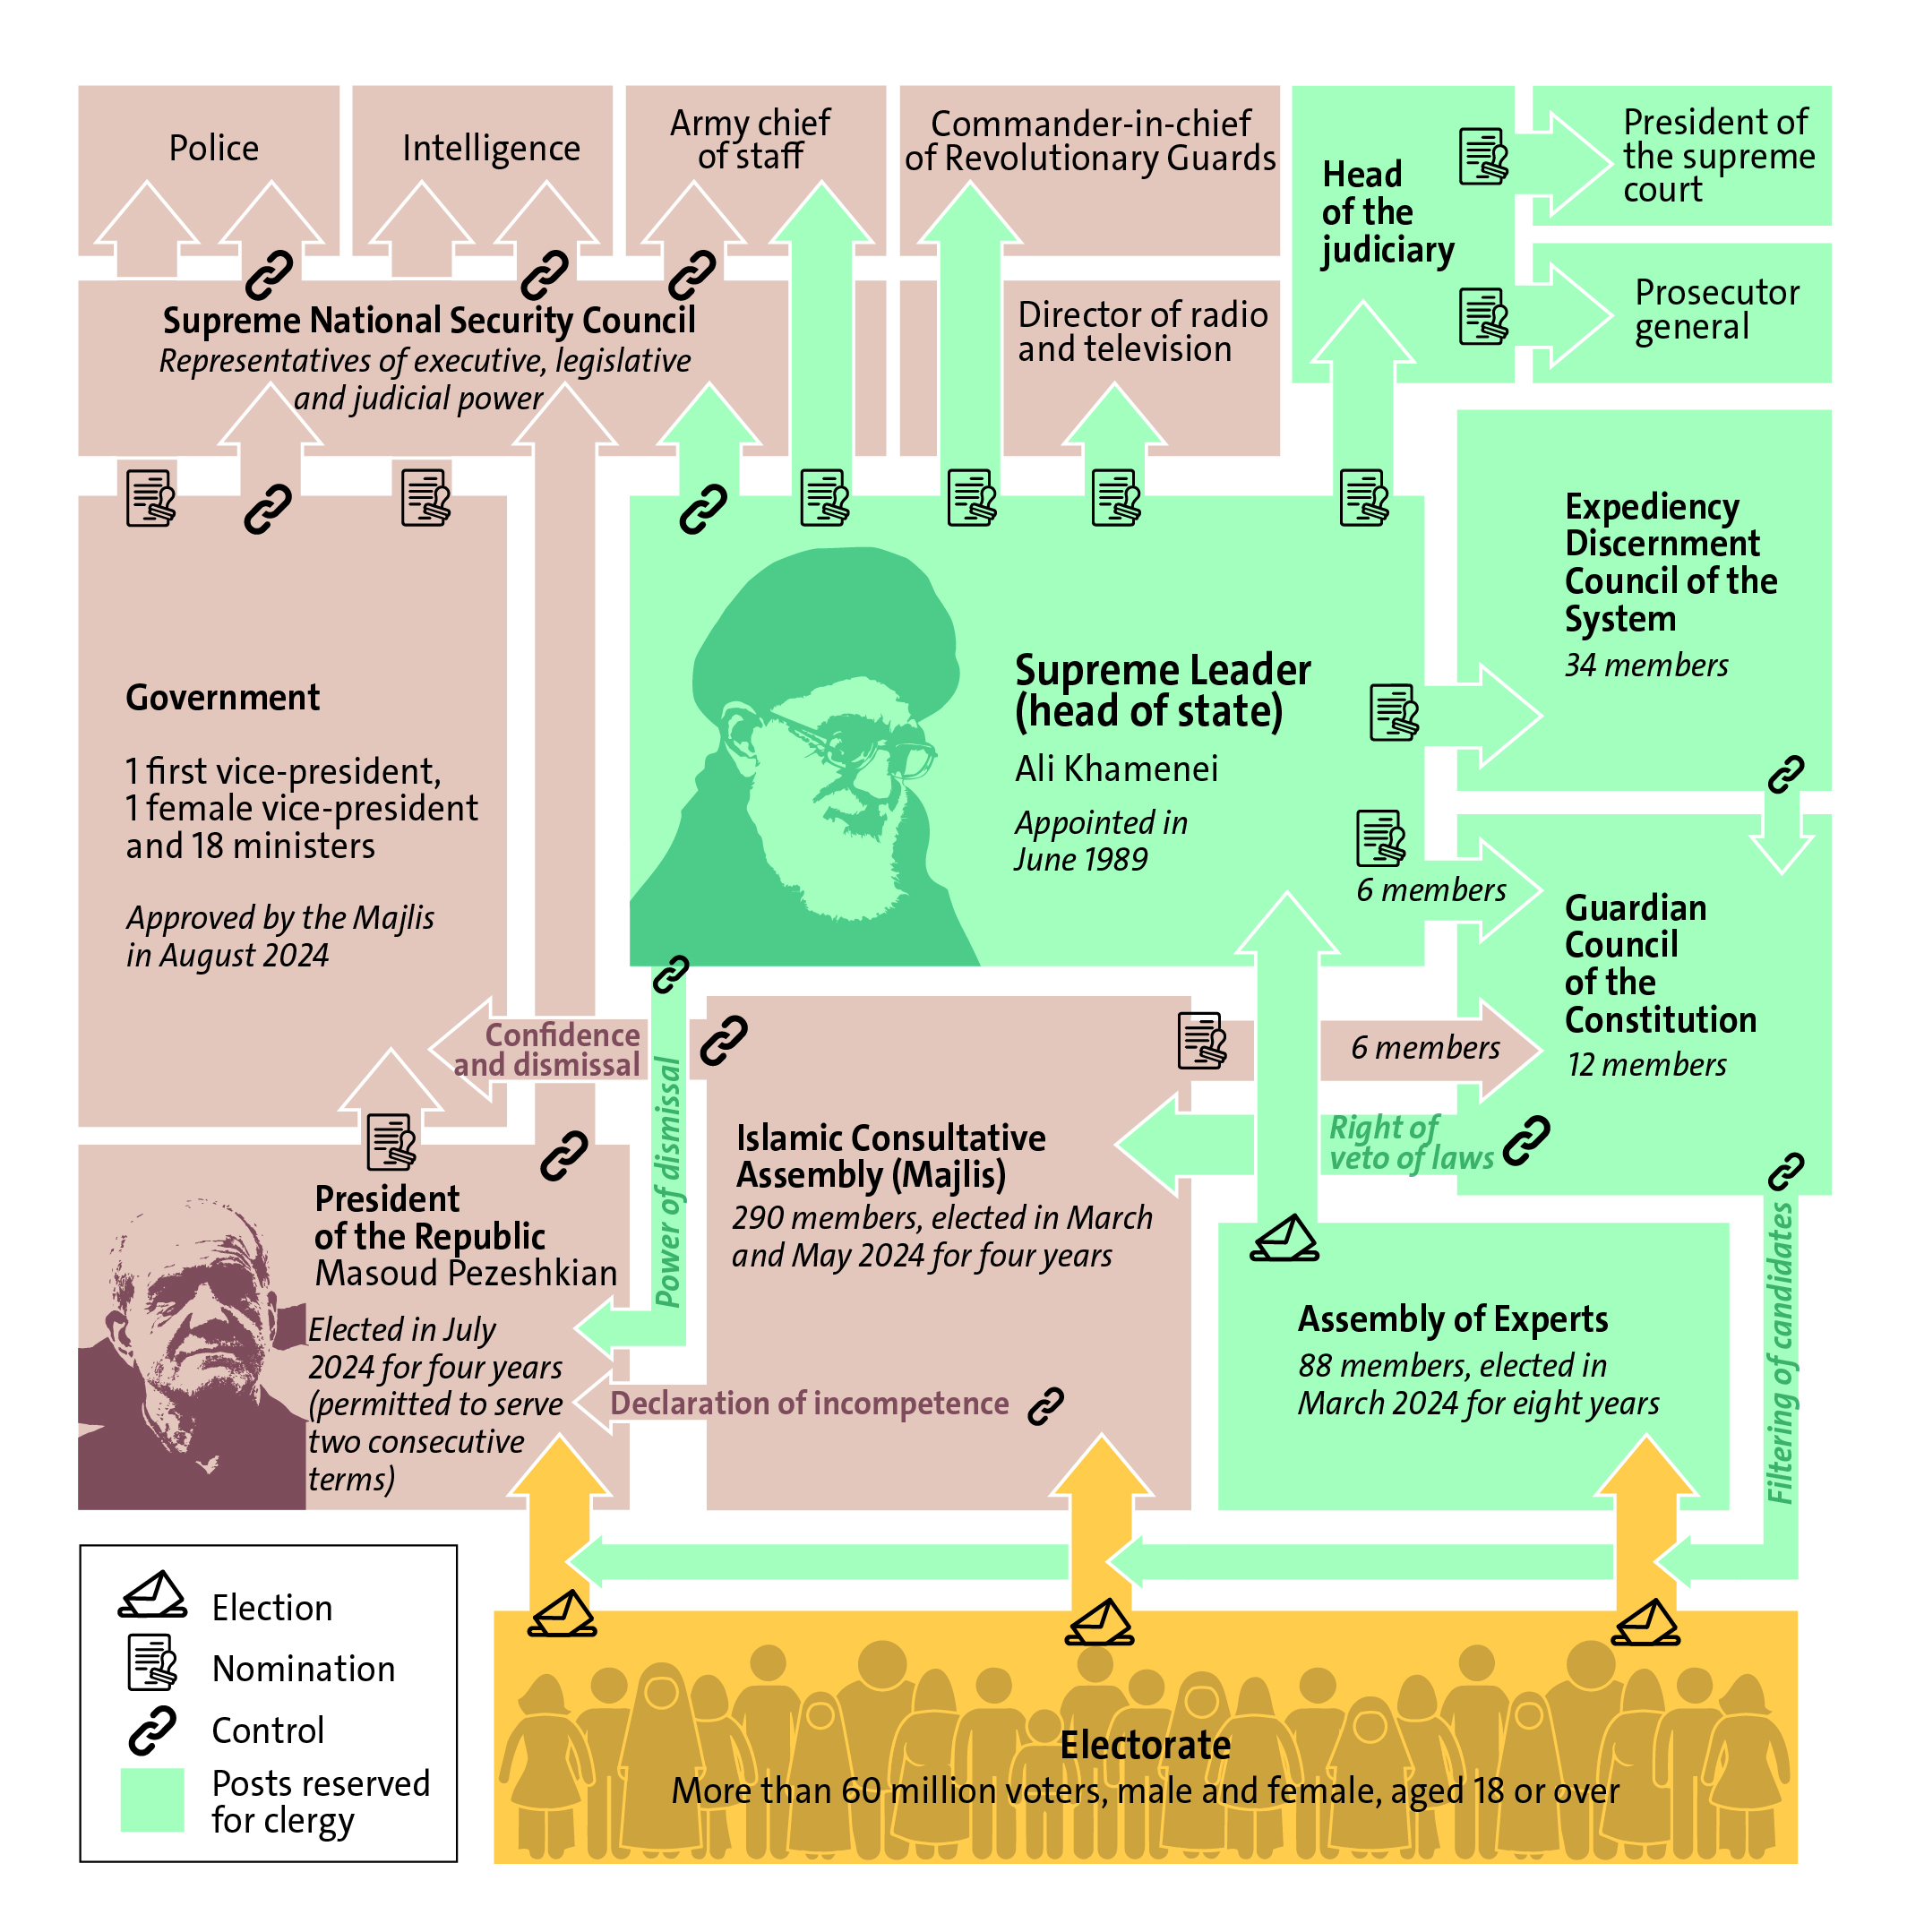 Police
Intelligence
Army chief
of staff
Commander-in-chief
of Revolutionary Guards
Head
of the
judiciary
President of
the supreme
court
Prosecutor
general
Supreme National Security Council
Representatives of executive, legislative
and judicial power
Director of radio
and television
Expediency
Discernment
Council of the
System
34 members
Government
1 first vice-president,
1 female vice-president
and 18 ministers
Approved by the Majlis
in August 2024
Supreme Leader
(head of state)
Ali Khamenei
Appointed in
June 1989
6 members
Guardian
Council
of the
Constitution
12 members
Confidence
and dismissal
Power of dismissal
6 members
Right of
veto of laws
Islamic Consultative
Assembly (Majlis)
290 members, elected in March
and May 2024 for four years
President
of the Republic
Masoud Pezeshkian
Elected in July
2024 for four years
(permitted to serve
two consecutive
terms)
Declaration of incompetence
Assembly of Experts
88 members, elected in
March 2024 for eight years
Filtering of candidates
Election
Nomination
Control
Posts reserved
for clergy
Electorate
More than 60 million voters, male and female, aged 18 or over